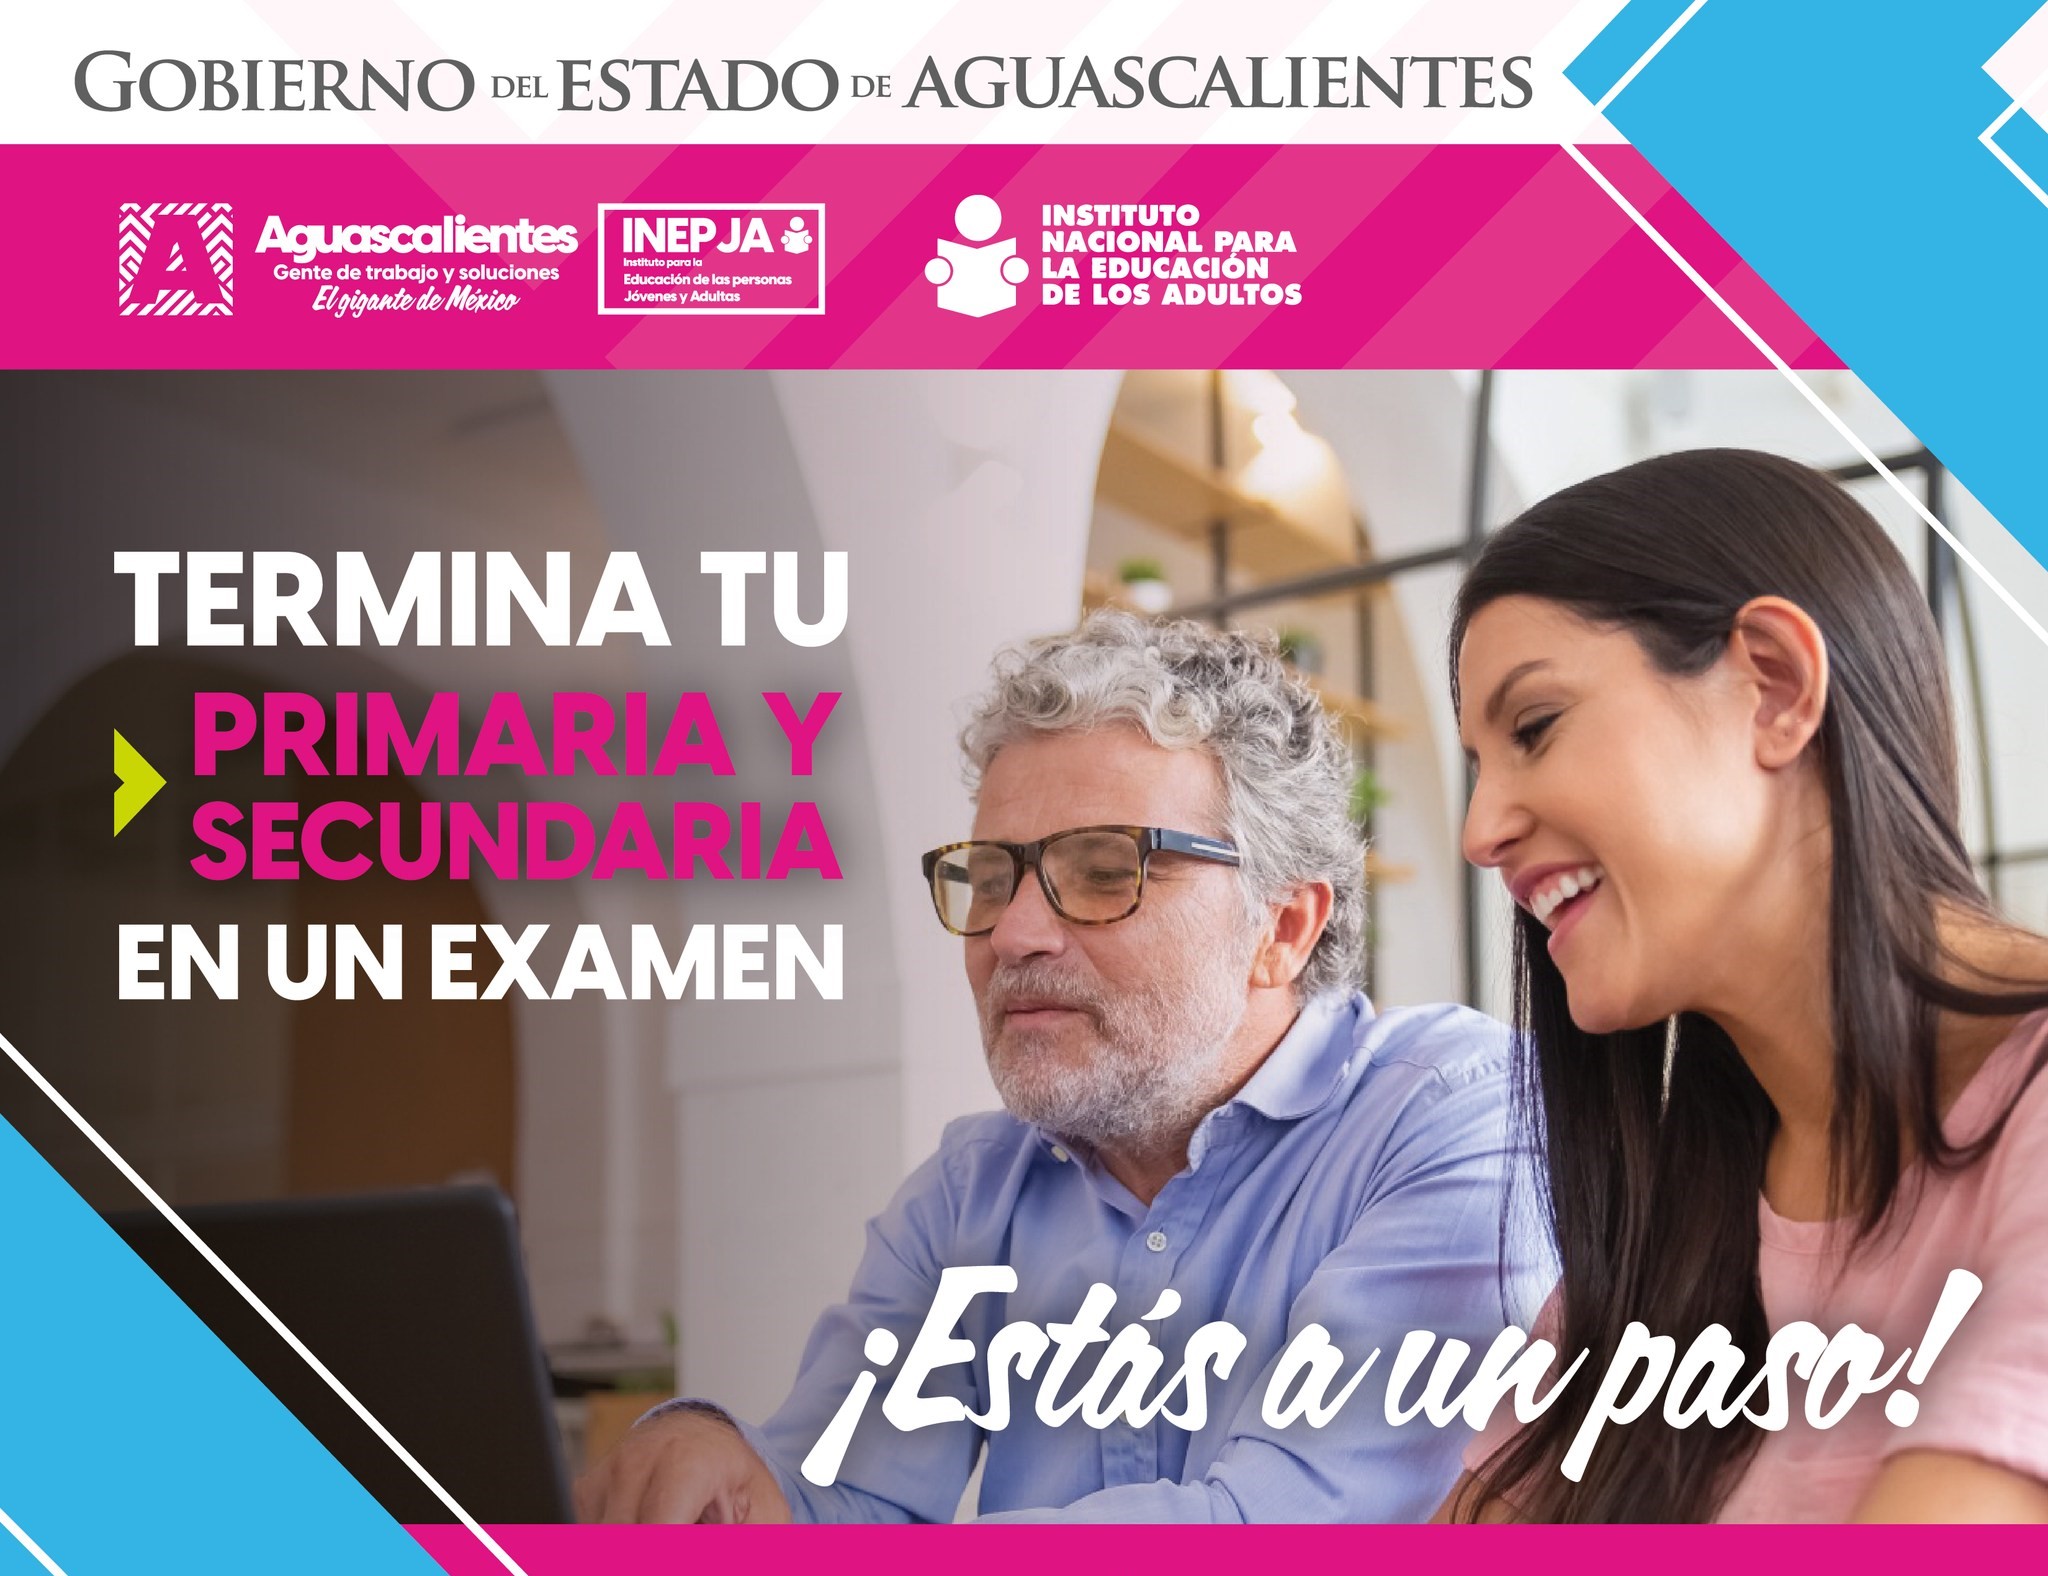 GOBIERNO DEL ESTADO DE AGUASCALIENTES
A
Aguascalientes
Gente de trabajo y soluciones
El gigante de México
INEPJA
Instituto para la
Educación de las personas
Jóvenes y Adultas
INSTITUTO
NACIONAL PARA
LA EDUCACIÓN
DE LOS ADULTOS
TERMINA TU
PRIMARIA Y
SECUNDARIA
EN UN EXAMEN
¡Estás a un paso!